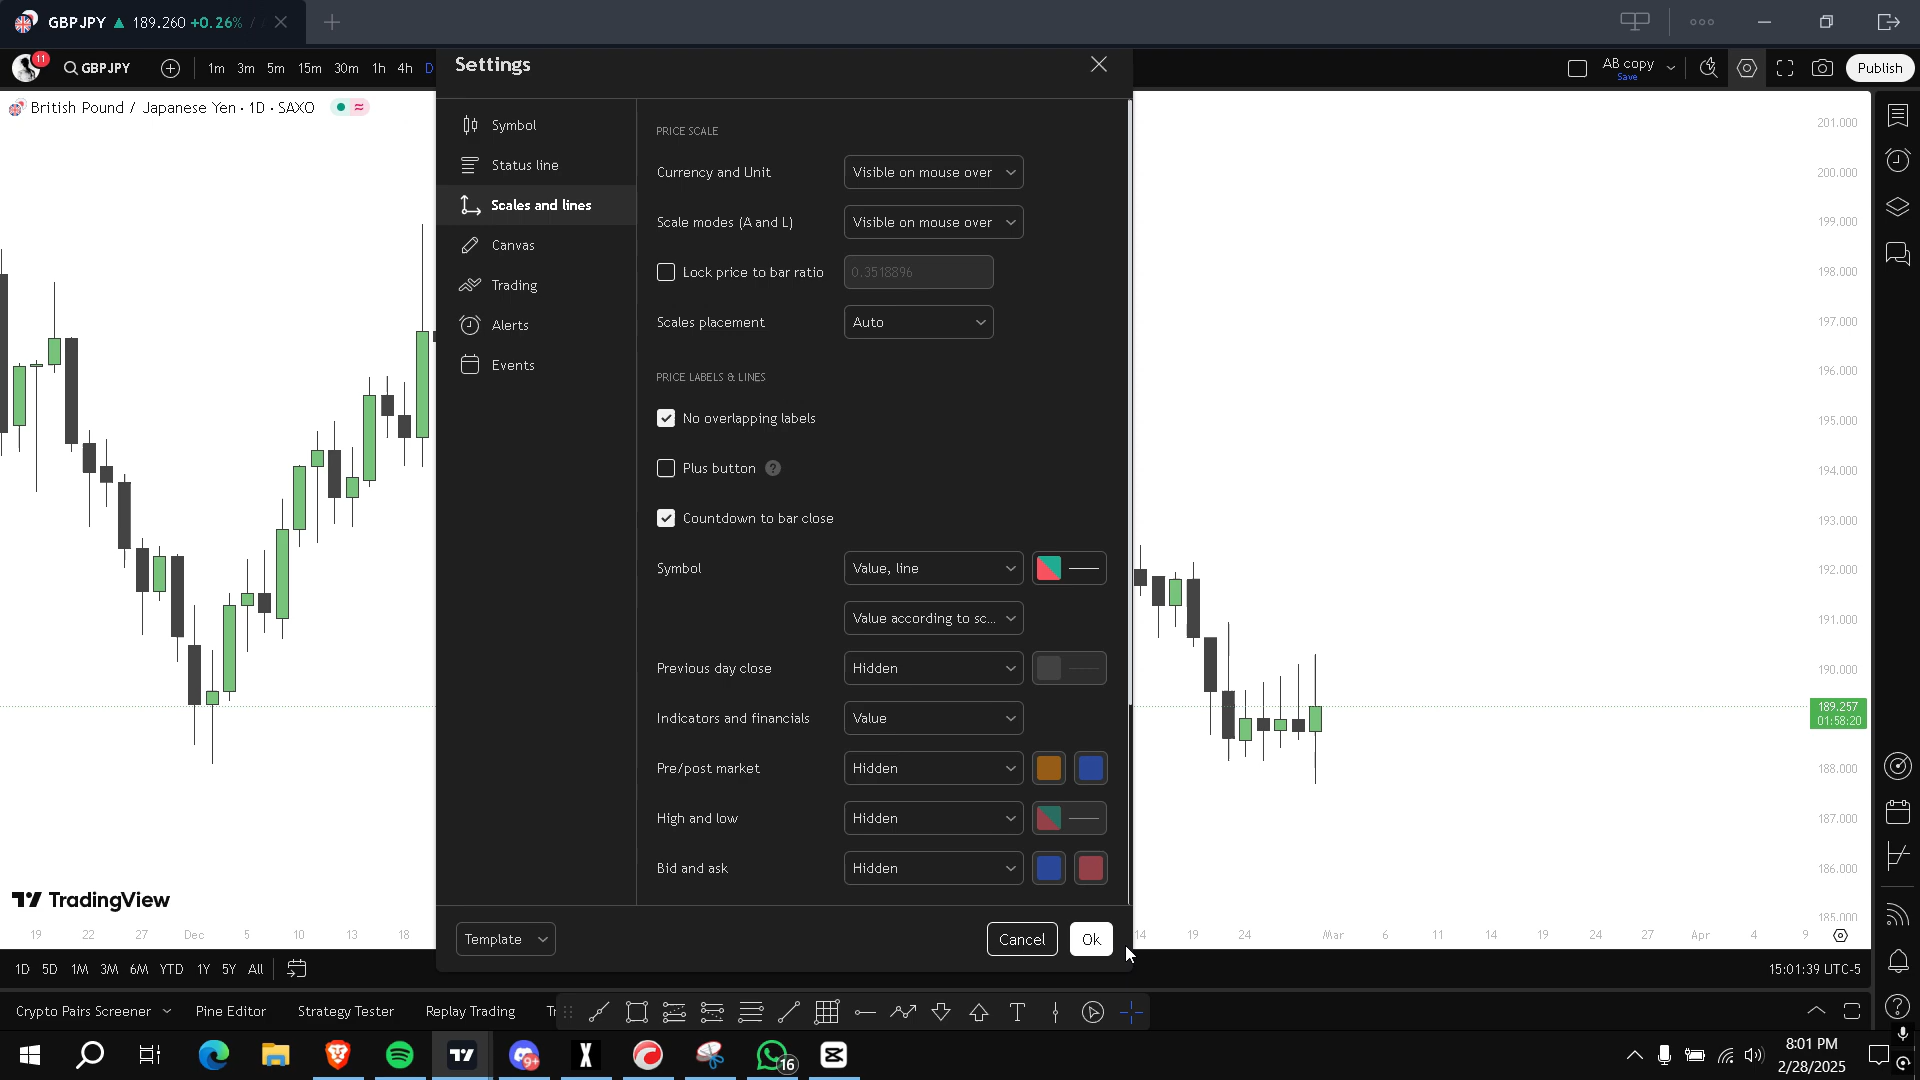 GBPJPY ▲ 189.260 +0.26% /
11
GBPJPY
1m 3m 5m 15m 30m 1h 4h D
Settings
AB copy
Save
Publish
British Pound / Japanese Yen · 1D · SAXO
Symbol
Status line
Scales and lines
Canvas
Trading
Alerts
Events
PRICE SCALE
Currency and Unit
Visible on mouse over
Scale modes (A and L)
Visible on mouse over
Lock price to bar ratio
0.3518896
Scales placement
Auto
PRICE LABELS & LINES
No overlapping labels
Plus button
Countdown to bar close
Symbol
Value, line
Value according to sc...
Previous day close
Hidden
Indicators and financials
Value
Pre/post market
Hidden
High and low
Hidden
Bid and ask
Hidden
Template
Cancel
Ok
201.000
200.000
199.000
198.000
197.000
196.000
195.000
194.000
193.000
192.000
191.000
190.000
189.257
01:58:20
188.000
187.000
186.000
185.000
TradingView
19 22 27 Dec 5 10 13 18
14 19 24 Mar 6 11 14 19 24 27 Apr 4 9
1D 5D 1M 3M 6M YTD 1Y 5Y All
15:01:39 UTC-5
Crypto Pairs Screener Pine Editor Strategy Tester Replay Trading
9+
16
8:01 PM
2/28/2025